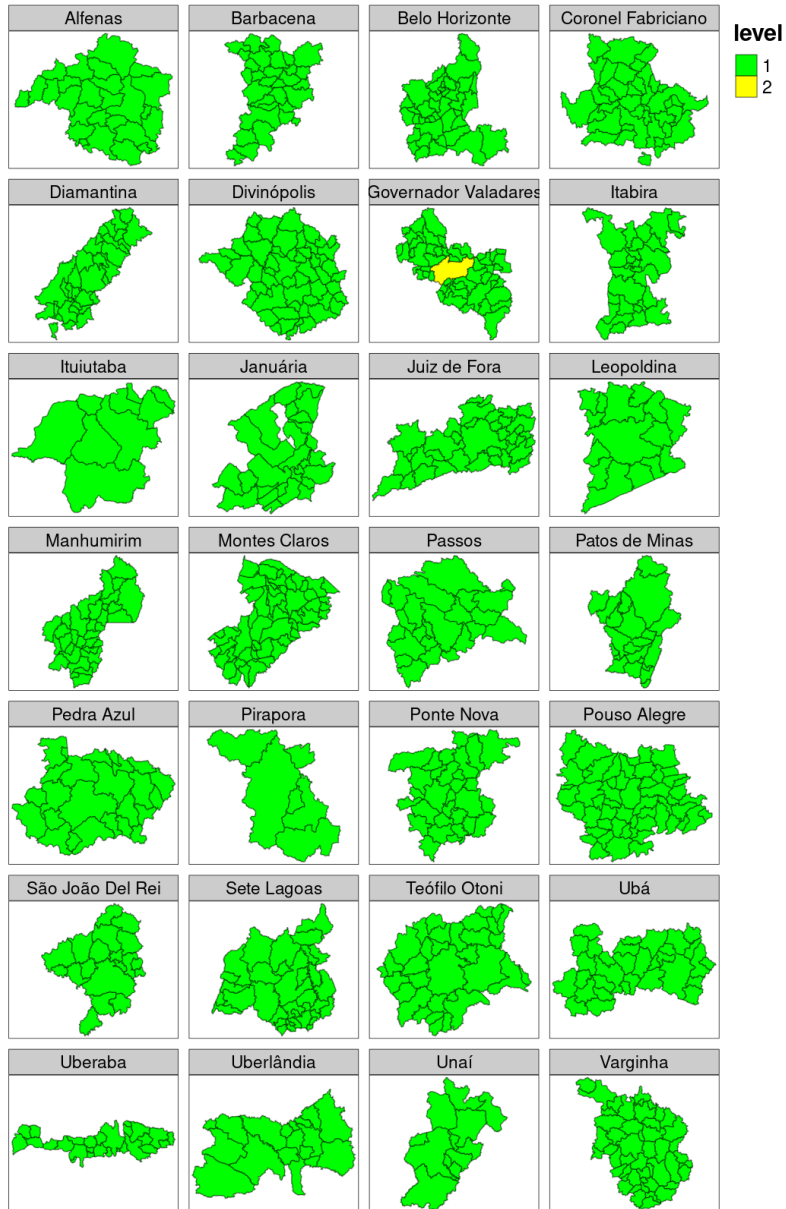 Alfenas
Barbacena
Belo Horizonte
Coronel Fabriciano
level
1
2
Diamantina
Divinópolis
Governador Valadares
Itabira
Ituiutaba
Januária
Juiz de Fora
Leopoldina
Manhumirim
Montes Claros
Passos
Patos de Minas
Pedra Azul
Pirapora
Ponte Nova
Pouso Alegre
São João Del Rei
Sete Lagoas
Teófilo Otoni
Ubá
Uberaba
Uberlândia
Unaí
Varginha